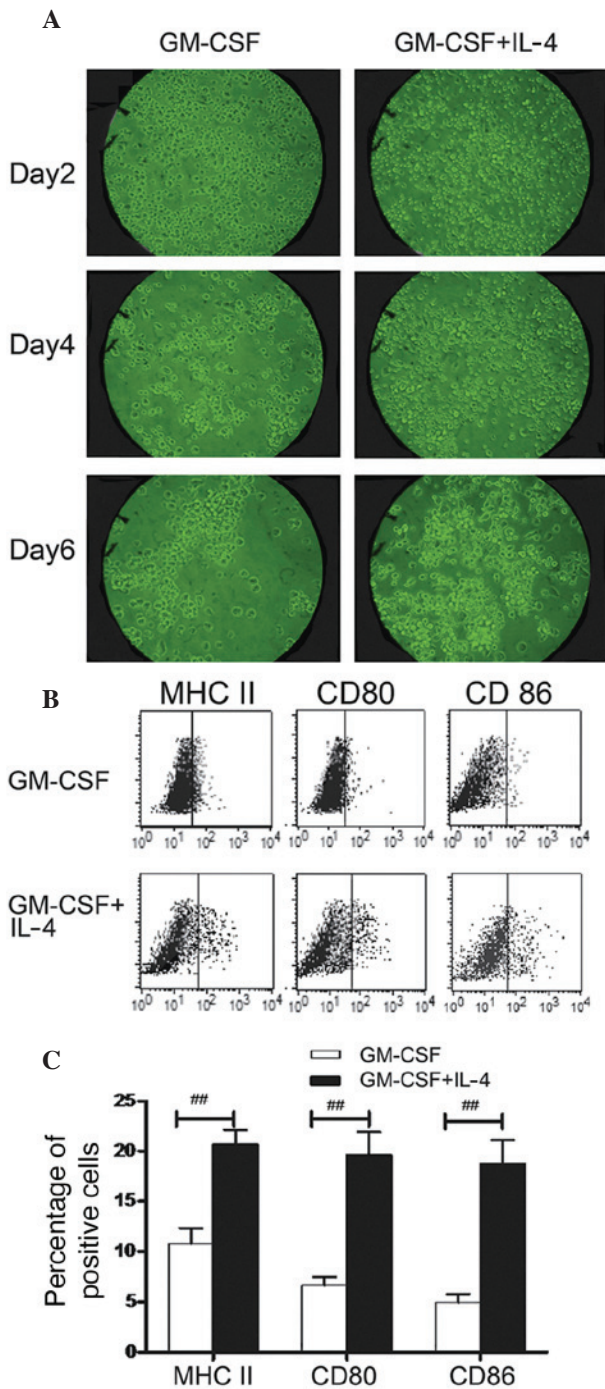 A
GM-CSF GM-CSF+IL-4
Day2
Day4
Day6
B
MHC II CD80 CD 86
GM-CSF
10⁰ 10¹ 10² 10³ 10⁴ 10⁰ 10¹ 10² 10³ 10⁴ 10⁰ 10¹ 10² 10³ 10⁴
GM-CSF+
IL-4
10⁰ 10¹ 10² 10³ 10⁴ 10⁰ 10¹ 10² 10³ 10⁴ 10⁰ 10¹ 10² 10³ 10⁴
C
GM-CSF
GM-CSF+IL-4
Percentage of
positive cells
25
20
15
10
5
0
## ## ##
MHC II CD80 CD86